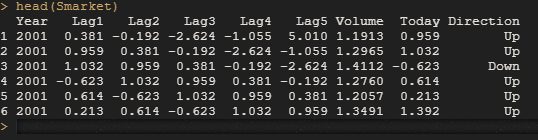 > head(Smarket)
  Year   Lag1   Lag2   Lag3   Lag4   Lag5 Volume  Today Direction
1 2001  0.381 -0.192 -2.624 -1.055  5.010 1.1913  0.959        Up
2 2001  0.959  0.381 -0.192 -2.624 -1.055 1.2965  1.032        Up
3 2001  1.032  0.959  0.381 -0.192 -2.624 1.4112 -0.623      Down
4 2001 -0.623  1.032  0.959  0.381 -0.192 1.2760  0.614        Up
5 2001  0.614 -0.623  1.032  0.959  0.381 1.2057  0.213        Up
6 2001  0.213  0.614 -0.623  1.032  0.959 1.3491  1.392        Up
>